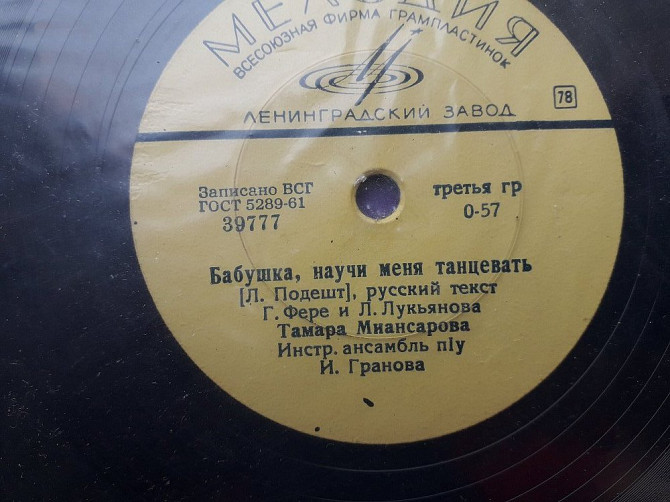 МЕЛОДИЯ
ВСЕСОЮЗНАЯ ФИРМА ГРАМПЛАСТИНОК
ЛЕНИНГРАДСКИЙ ЗАВОД
78
Записано ВСГ
ГОСТ 5289-61
39777
третья гр
0-57
Бабушка, научи меня танцевать
[Л. Подешт], русский текст
Г. Фере и Л. Лукьянова
Тамара Миансарова
Инстр. ансамбль п/у
И. Гранова